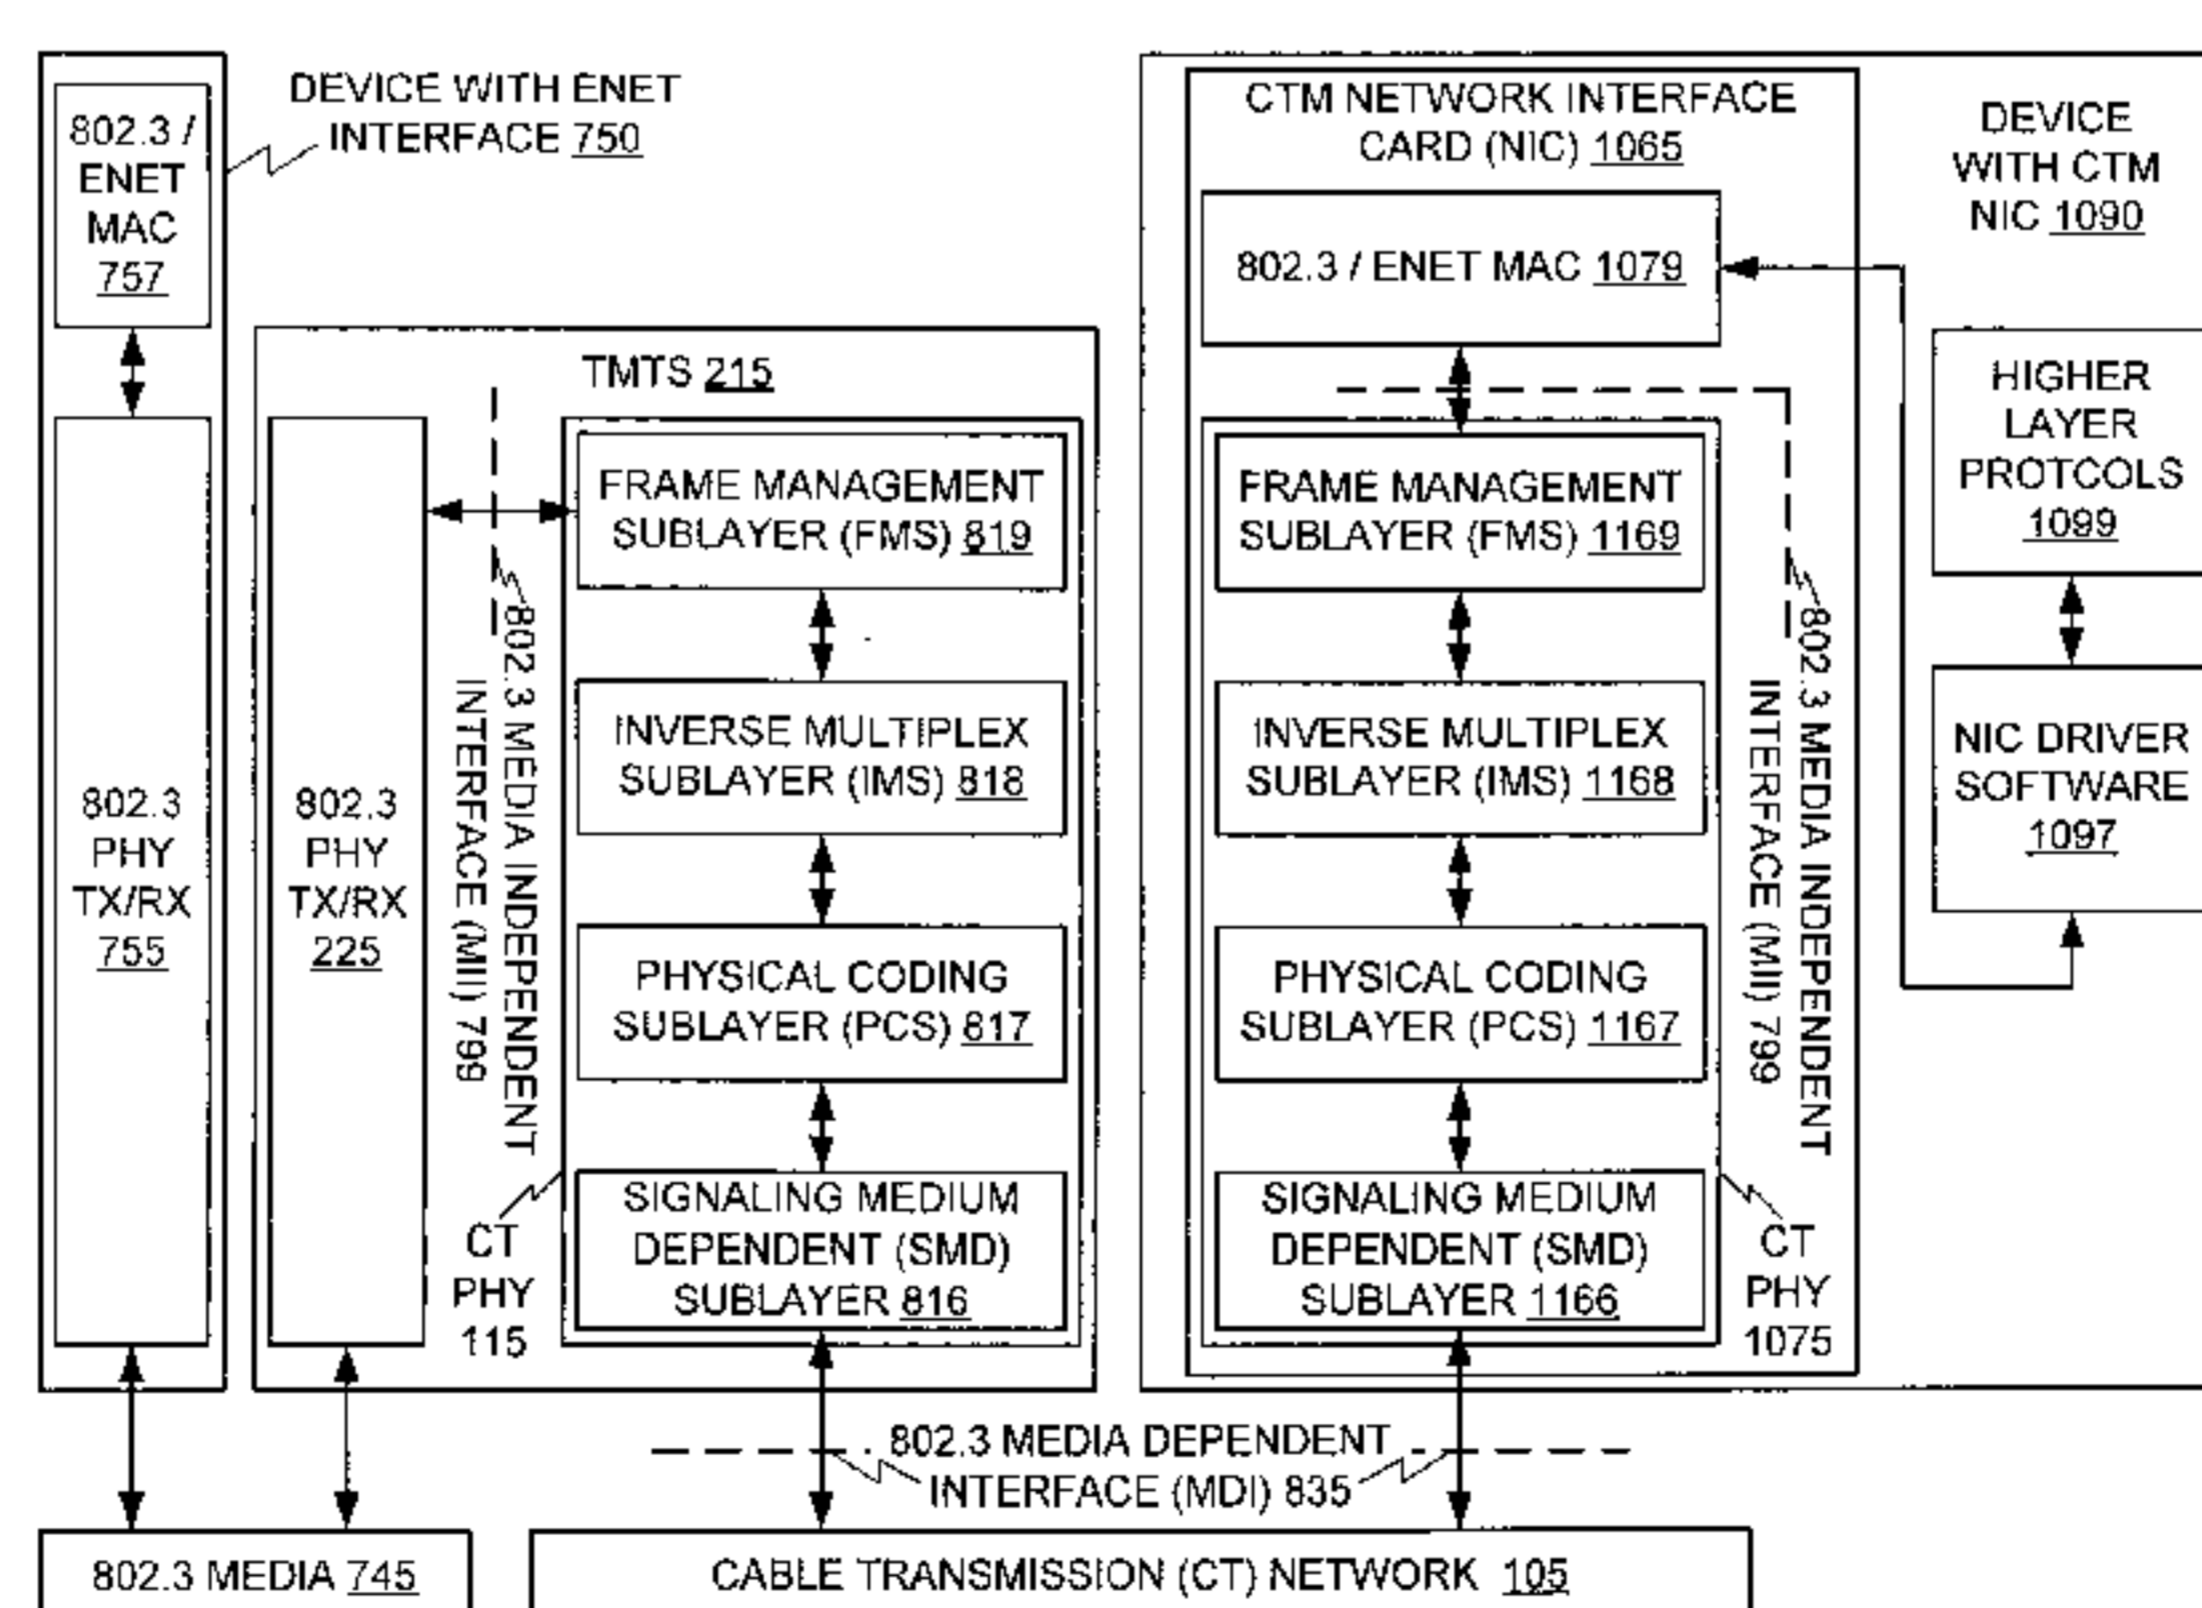 DEVICE WITH ENET
INTERFACE 750
802.3 /
ENET
MAC
757
802.3
PHY
TX/RX
755
TMTS 215
802.3
PHY
TX/RX
225
802.3 MEDIA INDEPENDENT
INTERFACE (MII) 799
FRAME MANAGEMENT
SUBLAYER (FMS) 819
INVERSE MULTIPLEX
SUBLAYER (IMS) 818
PHYSICAL CODING
SUBLAYER (PCS) 817
SIGNALING MEDIUM
DEPENDENT (SMD)
SUBLAYER 816
CT
PHY
115
CTM NETWORK INTERFACE
CARD (NIC) 1065
802.3 / ENET MAC 1079
FRAME MANAGEMENT
SUBLAYER (FMS) 1169
INVERSE MULTIPLEX
SUBLAYER (IMS) 1168
PHYSICAL CODING
SUBLAYER (PCS) 1167
SIGNALING MEDIUM
DEPENDENT (SMD)
SUBLAYER 1166
802.3 MEDIA INDEPENDENT
INTERFACE (MII) 799
CT
PHY
1075
DEVICE
WITH CTM
NIC 1090
HIGHER
LAYER
PROTCOLS
1099
NIC DRIVER
SOFTWARE
1097
802.3 MEDIA DEPENDENT
INTERFACE (MDI) 835
802.3 MEDIA 745
CABLE TRANSMISSION (CT) NETWORK 105